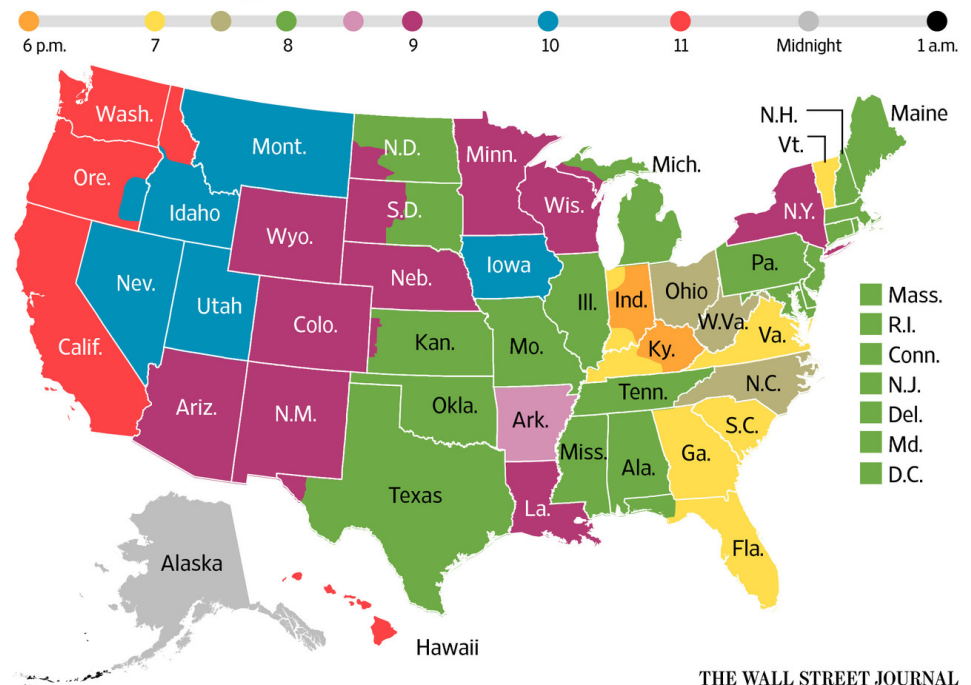 6 p.m. 7 8 9 10 11 Midnight 1 a.m.
Wash.
Mont.
N.D.
Minn.
N.H.
Maine
Vt.
Mich.
Ore.
Idaho
S.D.
Wis.
N.Y.
Wyo.
Iowa
Pa.
Nev.
Utah
Neb.
Ill.
Ind.
Ohio
W.Va.
Va.
Calif.
Colo.
Kan.
Mo.
Ky.
N.C.
Ariz.
N.M.
Okla.
Ark.
Tenn.
S.C.
Miss.
Ala.
Ga.
Texas
La.
Fla.
Alaska
Hawaii
Mass.
R.I.
Conn.
N.J.
Del.
Md.
D.C.
THE WALL STREET JOURNAL